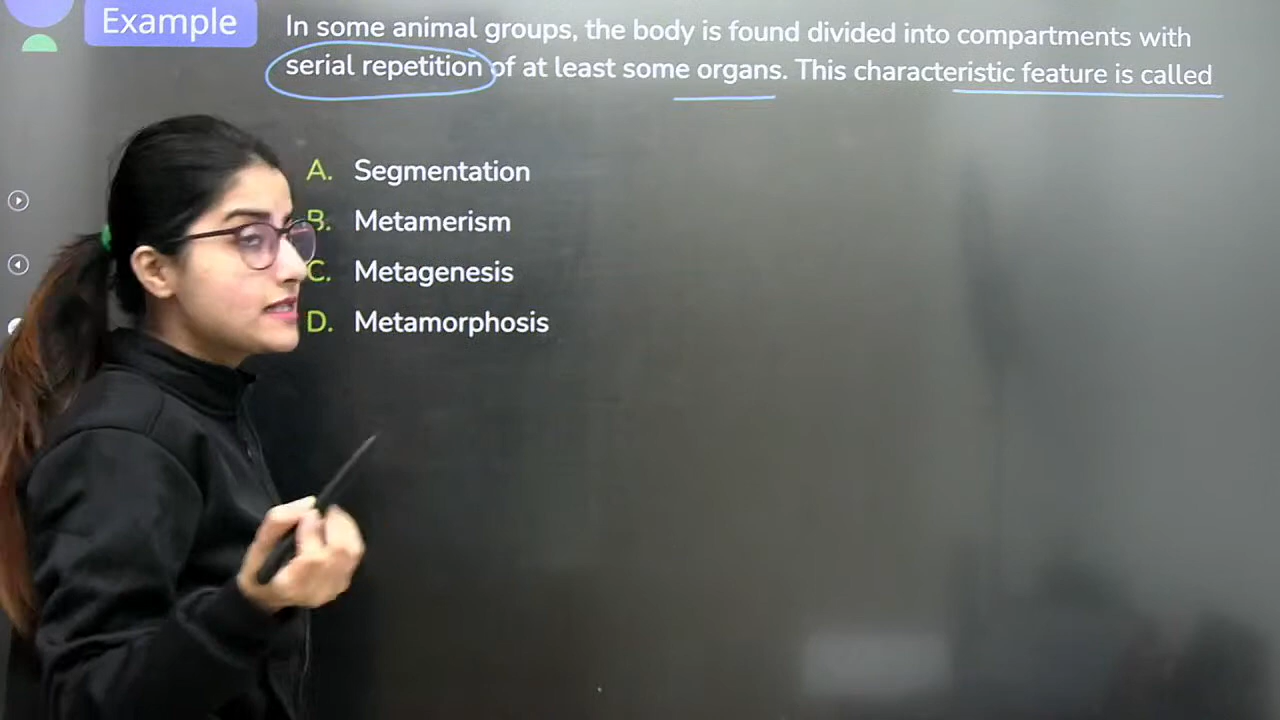 Example
In some animal groups, the body is found divided into compartments with
serial repetition of at least some organs. This characteristic feature is called
A. Segmentation
B. Metamerism
C. Metagenesis
D. Metamorphosis